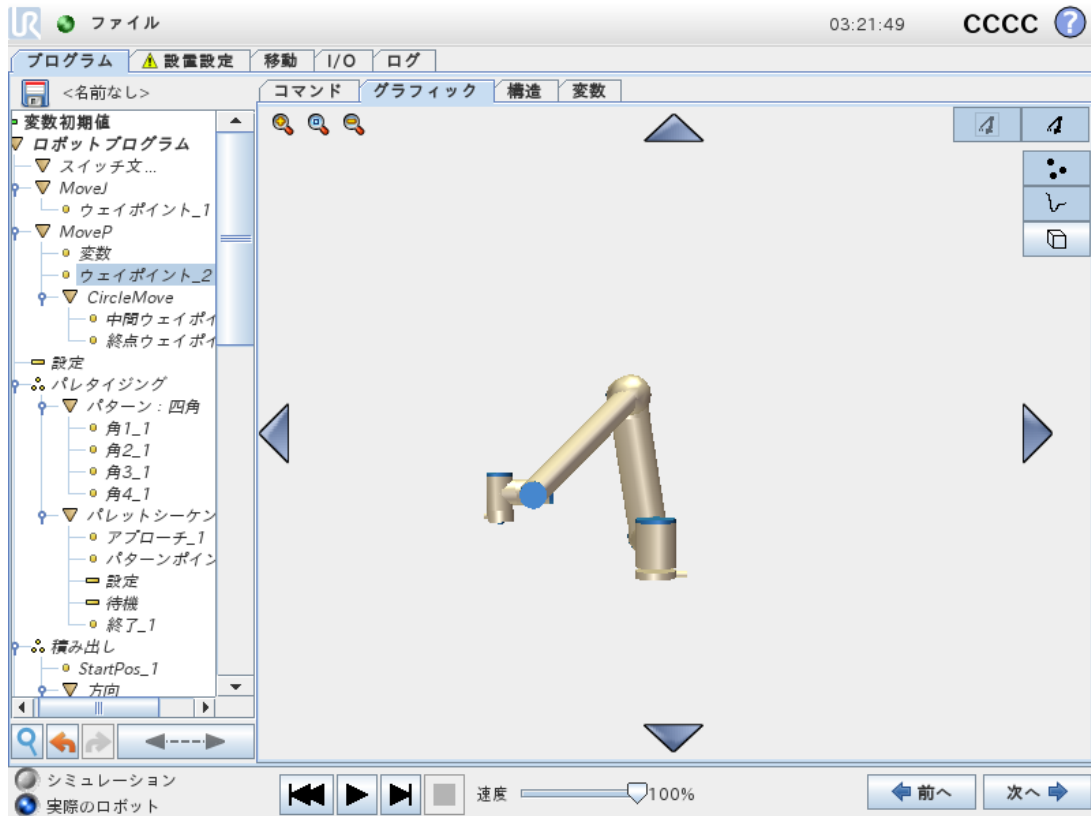 UR ファイル 03:21:49 CCCC ?
プログラム 設置設定 移動 I/O ログ
<名前なし> コマンド グラフィック 構造 変数
変数初期値
ロボットプログラム
スイッチ文...
MoveJ
ウェイポイント_1
MoveP
変数
ウェイポイント_2
CircleMove
中間ウェイポイ
終点ウェイポイ
設定
パレタイジング
パターン : 四角
角1_1
角2_1
角3_1
角4_1
パレットシーケン
アプローチ_1
パターンポイン
設定
待機
終了_1
積み出し
StartPos_1
方向
シミュレーション
実際のロボット
速度 100% 前へ 次へ